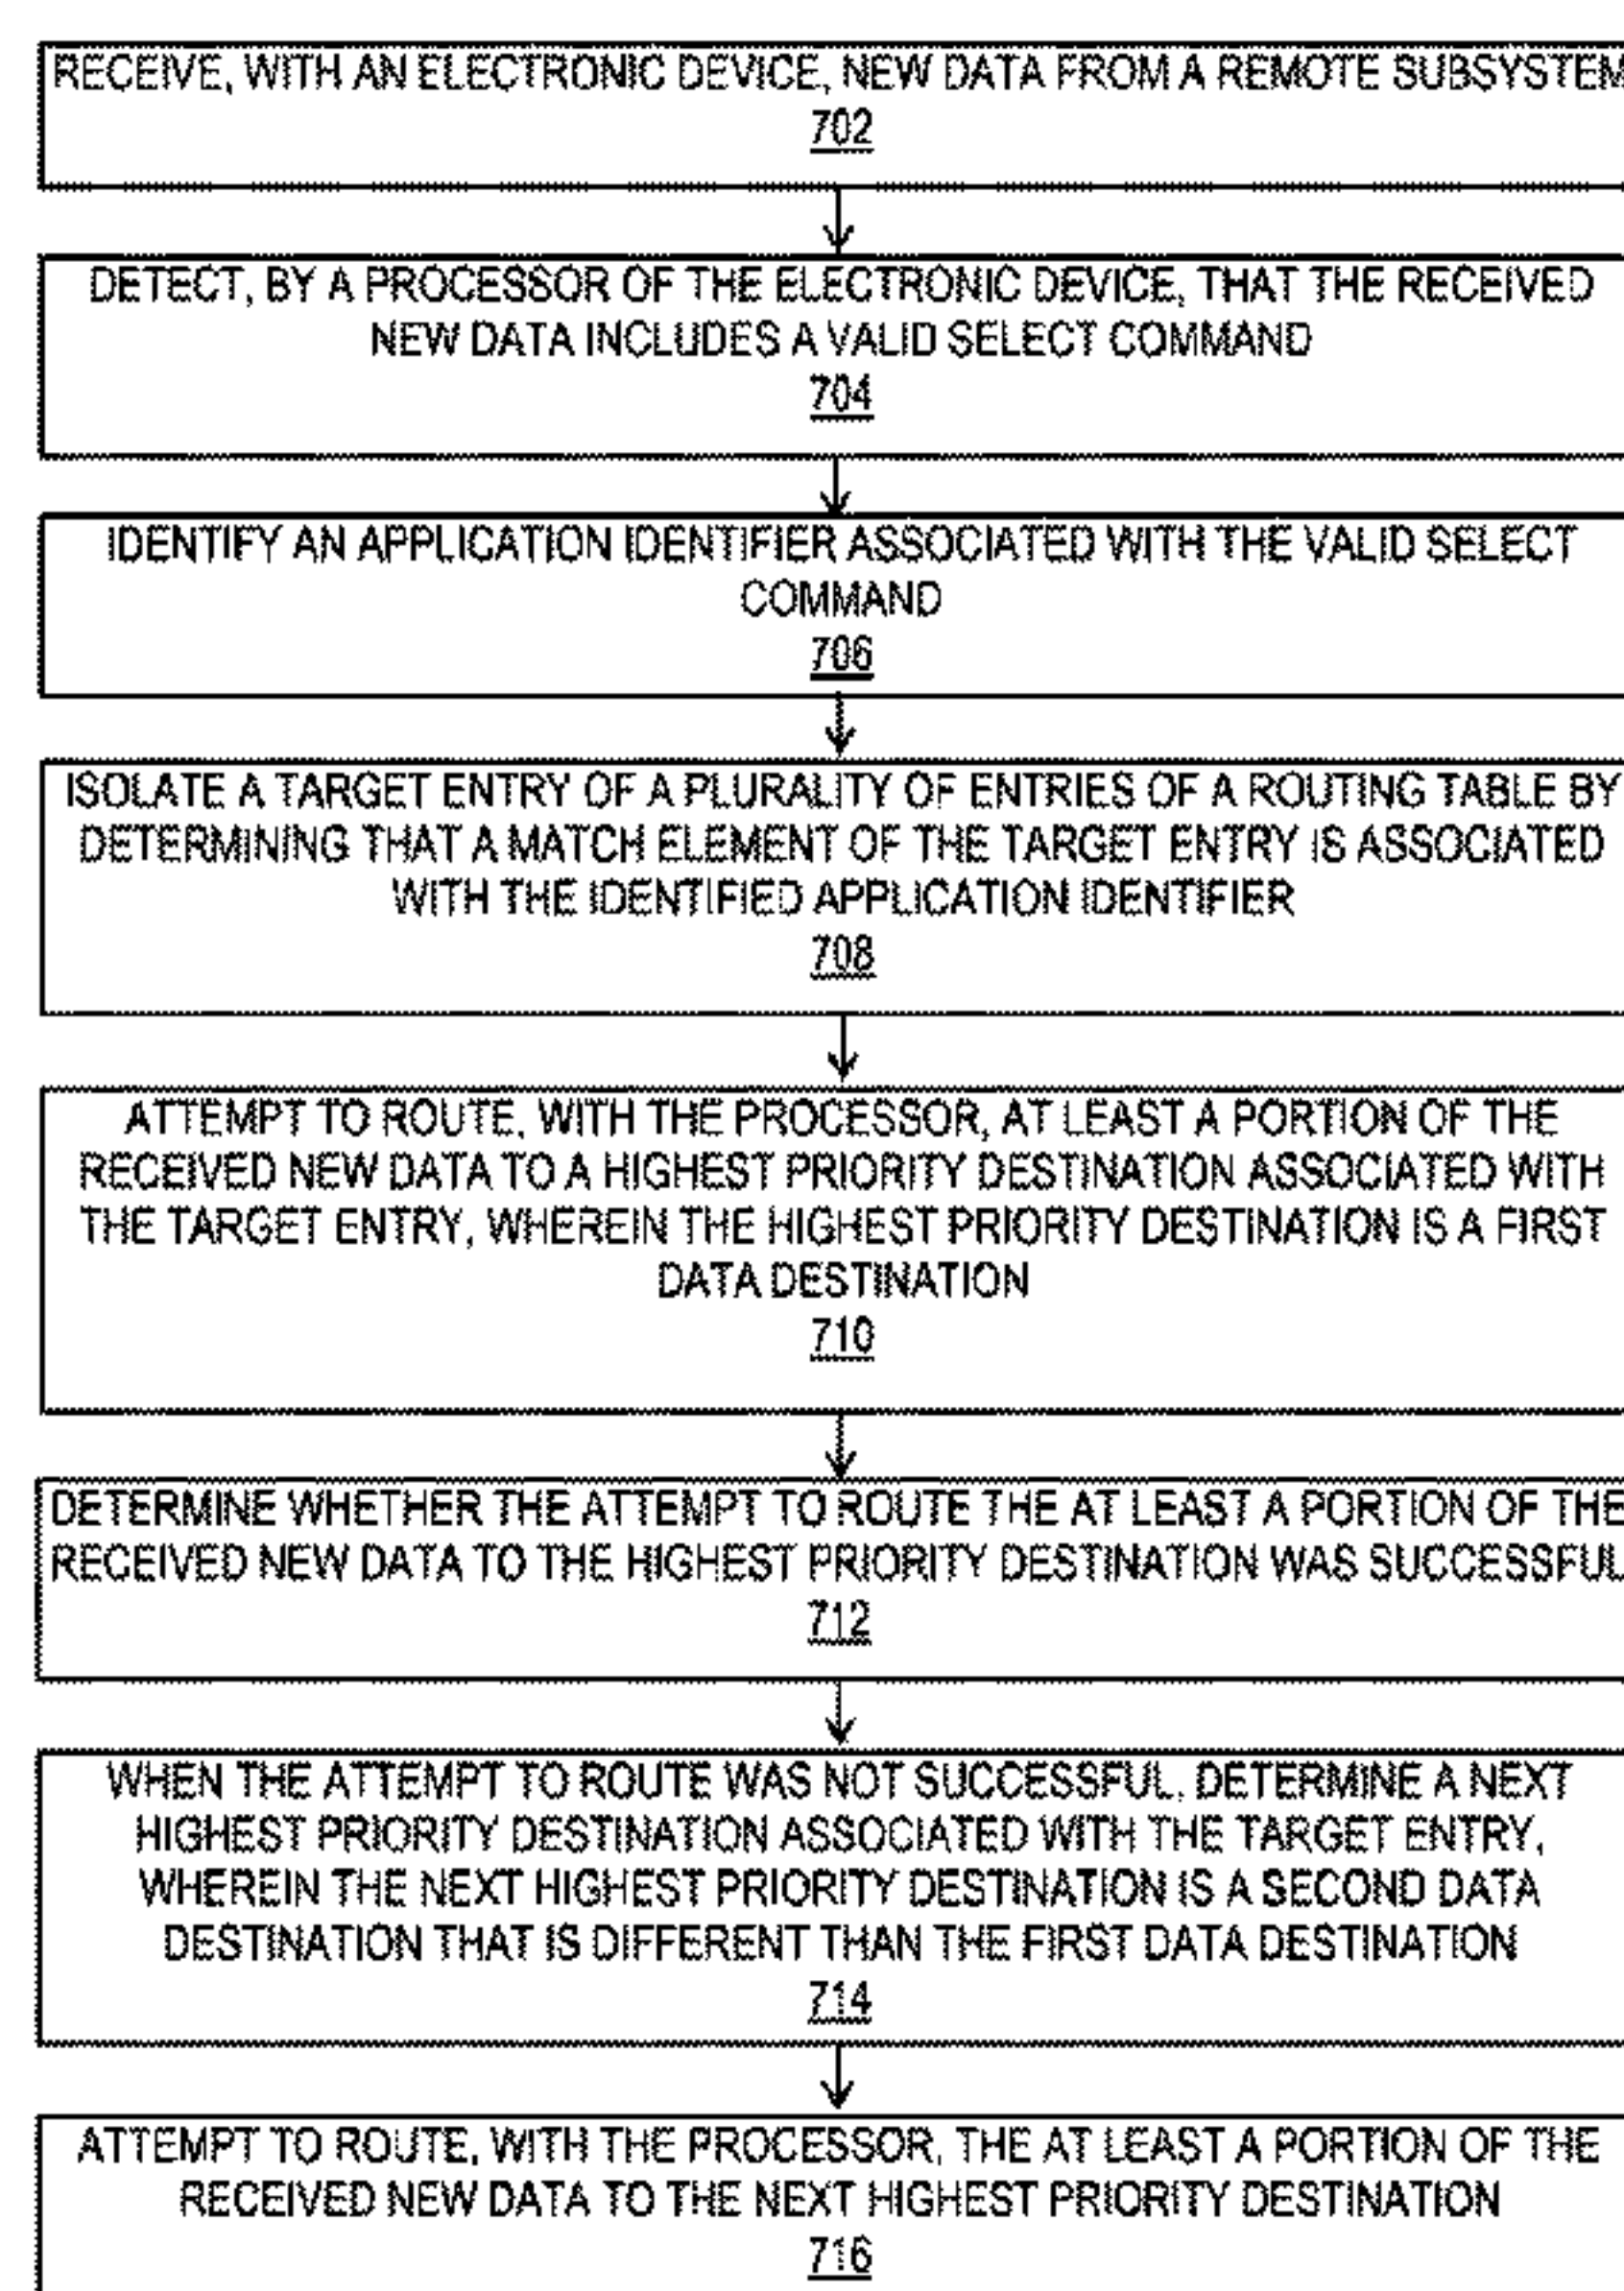 RECEIVE, WITH AN ELECTRONIC DEVICE, NEW DATA FROM A REMOTE SUBSYSTEM
702
DETECT, BY A PROCESSOR OF THE ELECTRONIC DEVICE, THAT THE RECEIVED
NEW DATA INCLUDES A VALID SELECT COMMAND
704
IDENTIFY AN APPLICATION IDENTIFIER ASSOCIATED WITH THE VALID SELECT
COMMAND
706
ISOLATE A TARGET ENTRY OF A PLURALITY OF ENTRIES OF A ROUTING TABLE BY
DETERMINING THAT A MATCH ELEMENT OF THE TARGET ENTRY IS ASSOCIATED
WITH THE IDENTIFIED APPLICATION IDENTIFIER
708
ATTEMPT TO ROUTE, WITH THE PROCESSOR, AT LEAST A PORTION OF THE
RECEIVED NEW DATA TO A HIGHEST PRIORITY DESTINATION ASSOCIATED WITH
THE TARGET ENTRY, WHEREIN THE HIGHEST PRIORITY DESTINATION IS A FIRST
DATA DESTINATION
710
DETERMINE WHETHER THE ATTEMPT TO ROUTE THE AT LEAST A PORTION OF THE
RECEIVED NEW DATA TO THE HIGHEST PRIORITY DESTINATION WAS SUCCESSFUL
712
WHEN THE ATTEMPT TO ROUTE WAS NOT SUCCESSFUL, DETERMINE A NEXT
HIGHEST PRIORITY DESTINATION ASSOCIATED WITH THE TARGET ENTRY,
WHEREIN THE NEXT HIGHEST PRIORITY DESTINATION IS A SECOND DATA
DESTINATION THAT IS DIFFERENT THAN THE FIRST DATA DESTINATION
714
ATTEMPT TO ROUTE, WITH THE PROCESSOR, THE AT LEAST A PORTION OF THE
RECEIVED NEW DATA TO THE NEXT HIGHEST PRIORITY DESTINATION
716